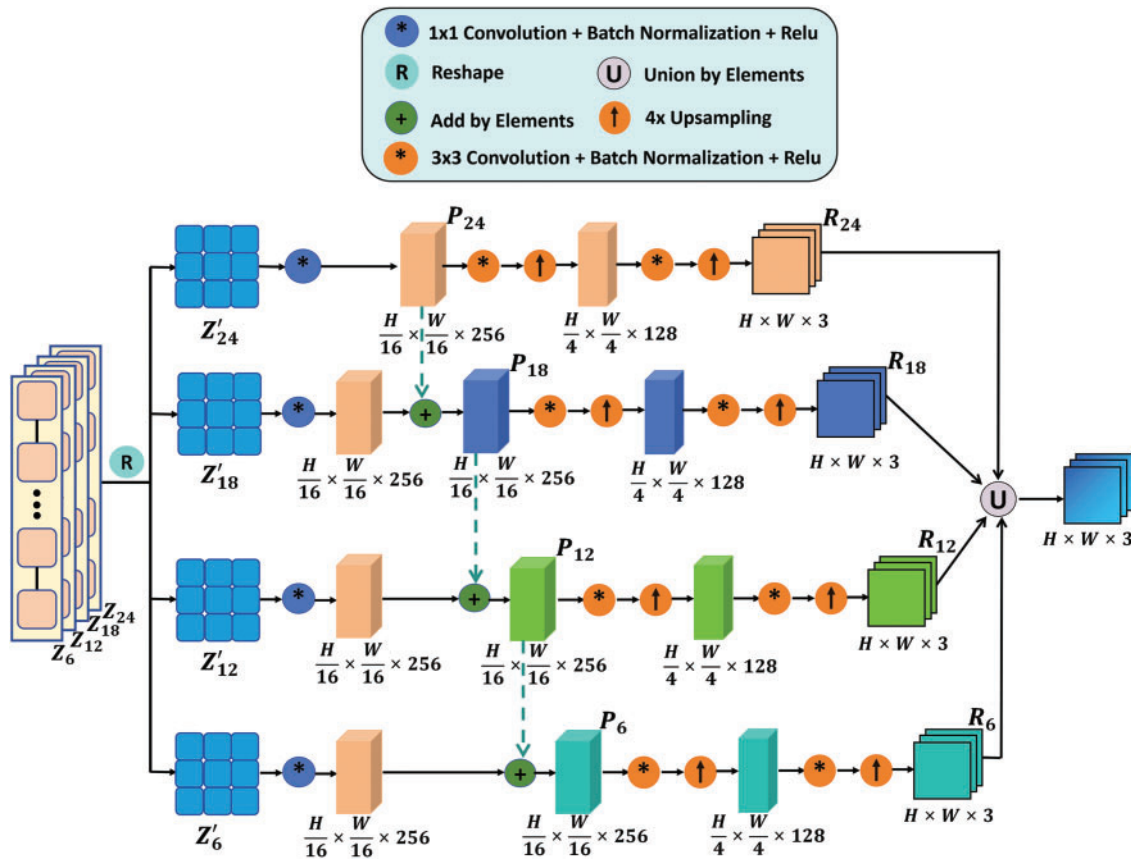 * 1x1 Convolution + Batch Normalization + Relu
R Reshape
U Union by Elements
+ Add by Elements
↑ 4x Upsampling
* 3x3 Convolution + Batch Normalization + Relu
Z₆ Z₁₂ Z₁₈ Z₂₄
R
Z′₂₄
*
P₂₄
* ↑ * ↑
R₂₄
H/16 × W/16 × 256
H/4 × W/4 × 128
H × W × 3
Z′₁₈
*
+
P₁₈
* ↑ * ↑
R₁₈
H/16 × W/16 × 256
H/16 × W/16 × 256
H/4 × W/4 × 128
H × W × 3
U
H × W × 3
Z′₁₂
*
+
P₁₂
* ↑ * ↑
R₁₂
H/16 × W/16 × 256
H/16 × W/16 × 256
H/4 × W/4 × 128
H × W × 3
Z′₆
*
+
P₆
* ↑ * ↑
R₆
H/16 × W/16 × 256
H/16 × W/16 × 256
H/4 × W/4 × 128
H × W × 3